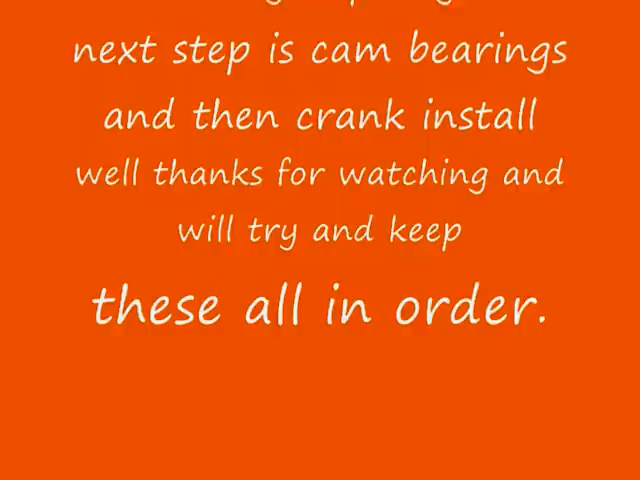 next step is cam bearings
and then crank install
well thanks for watching and
will try and keep
these all in order.